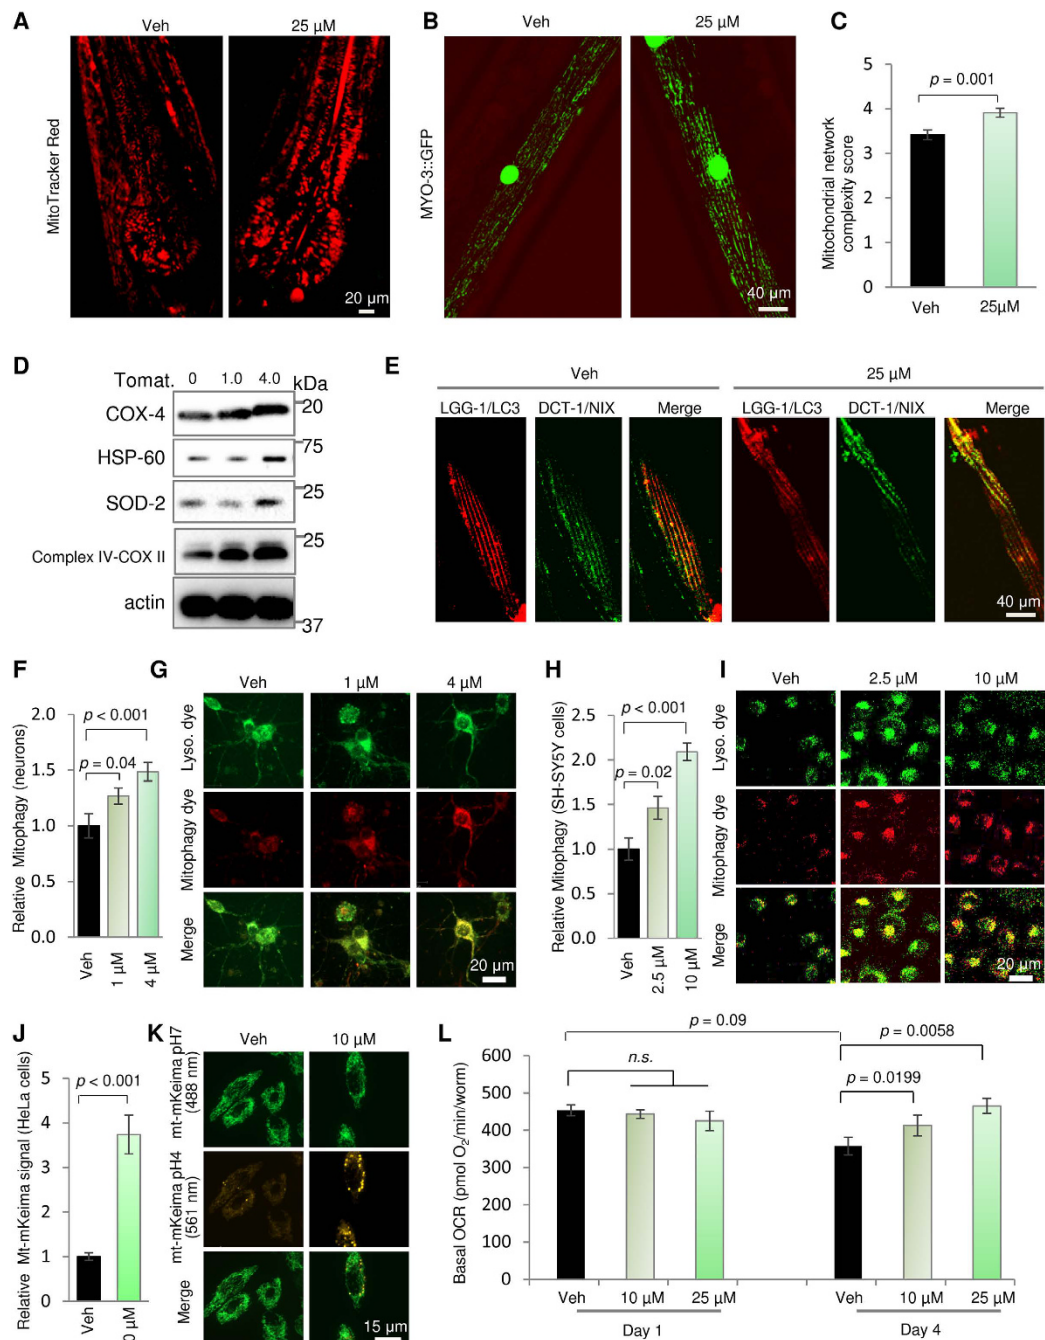 A
Veh
25 µM
MitoTracker Red
20 µm
B
Veh
25 µM
MYO-3::GFP
40 µm
C
Mitochondrial network
complexity score
5
4
3
2
1
0
p = 0.001
Veh
25µM
D
Tomat. 0 1.0 4.0 kDa
COX-4 20
HSP-60 75
SOD-2 25
Complex IV-COX II 25
actin 37
E
Veh
25 µM
LGG-1/LC3 DCT-1/NIX Merge LGG-1/LC3 DCT-1/NIX Merge
40 µm
F
Relative Mitophagy (neurons)
2.0
1.5
1.0
0.5
0.0
p < 0.001
p = 0.04
Veh
1 µM
4 µM
G
Veh 1 µM 4 µM
Lyso. dye
Mitophagy dye
Merge
20 µm
H
Relative Mitophagy (SH-SY5Y cells)
2.5
2.0
1.5
1.0
0.5
0.0
p < 0.001
p = 0.02
Veh
2.5 µM
10 µM
I
Veh 2.5 µM 10 µM
Lyso. dye
Mitophagy dye
Merge
20 µm
J
Relative Mt-mKeima signal (HeLa cells)
5
4
3
2
1
0
p < 0.001
Veh
K
Veh 10 µM
mt-mKeima pH7
(488 nm)
mt-mKeima pH4
(561 nm)
Merge
15 µm
L
Basal OCR (pmol O₂/min/worm)
600
500
400
300
200
100
0
p = 0.09
n.s.
p = 0.0058
p = 0.0199
Veh 10 µM 25 µM Veh 10 µM 25 µM
Day 1 Day 4